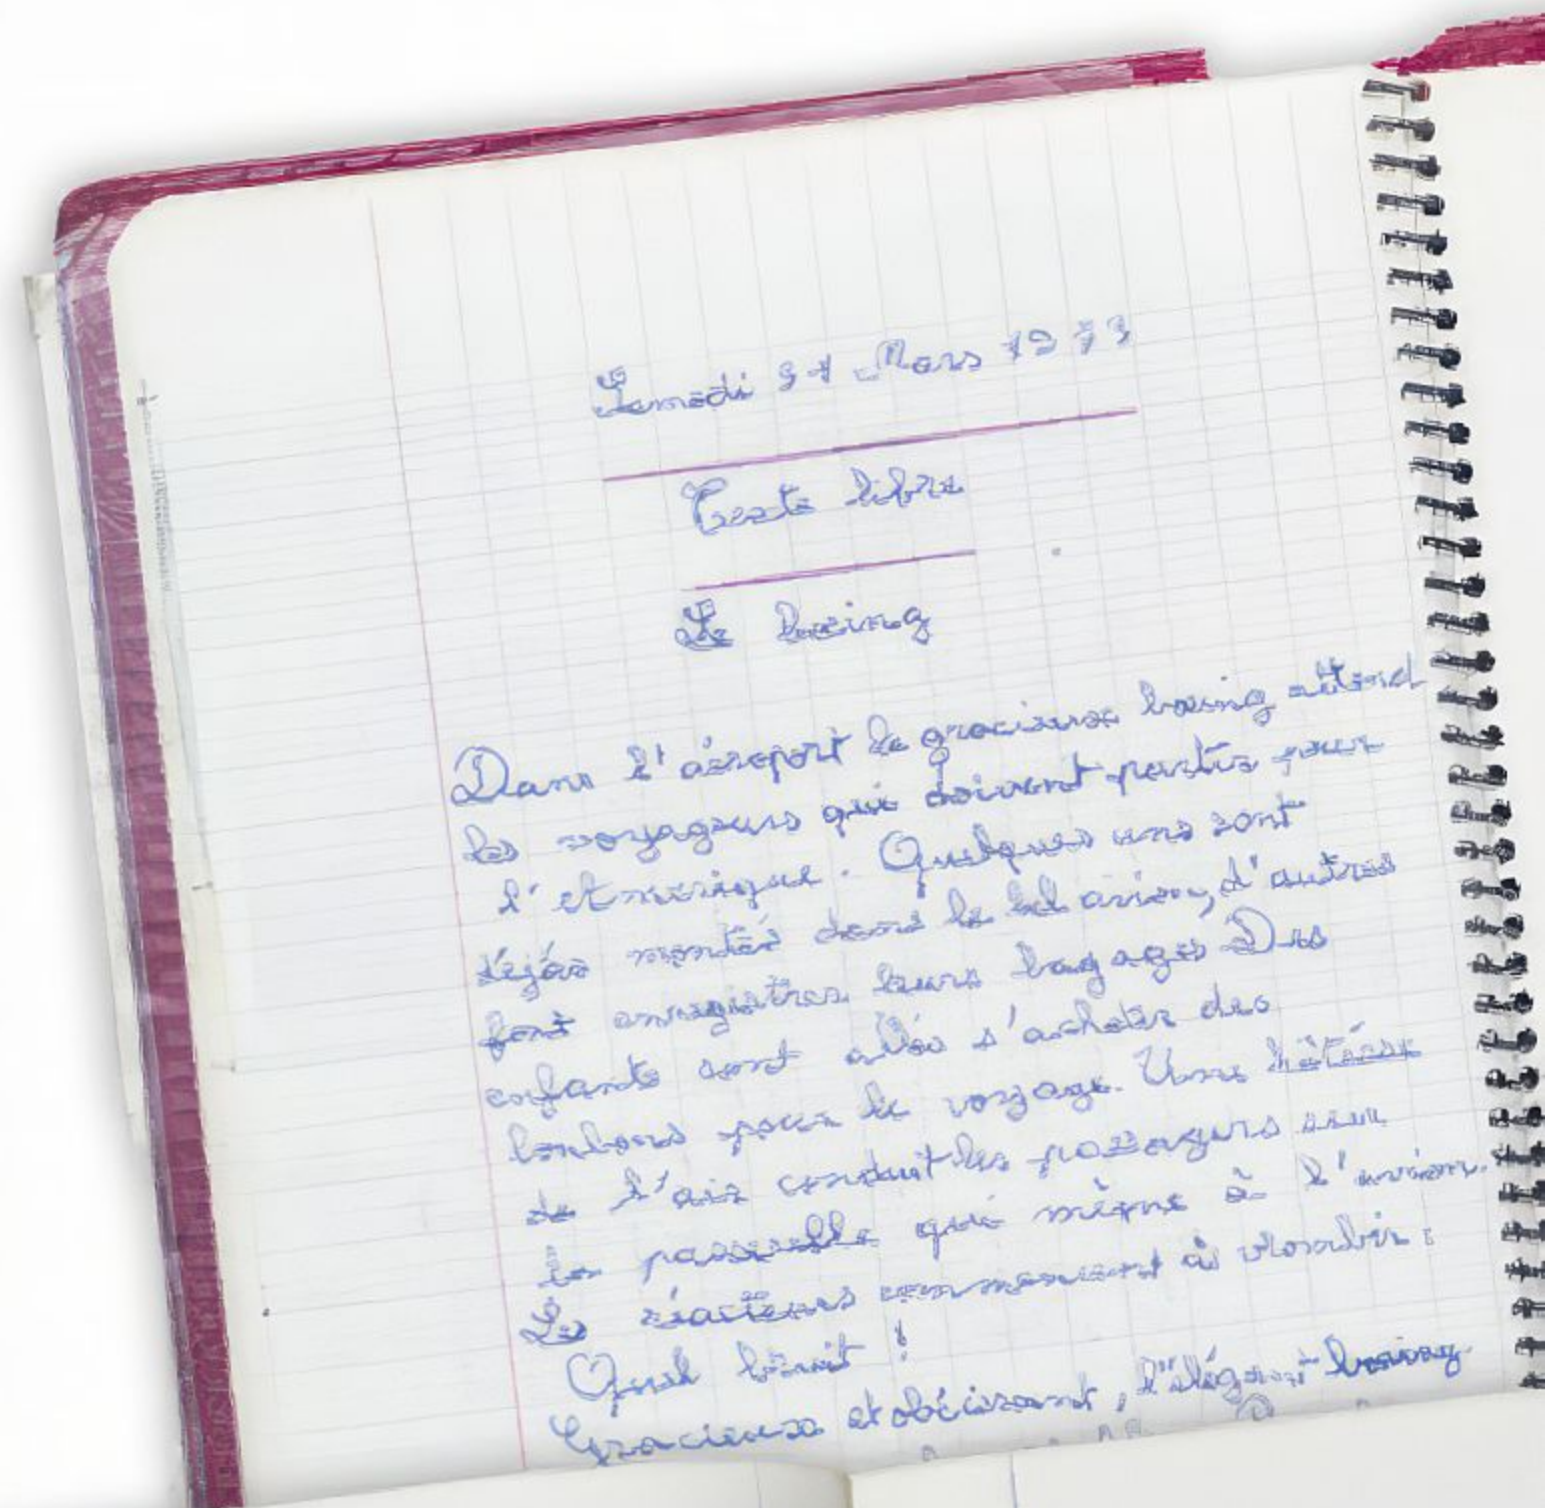 Samedi 31 Mars 1973
Texte libre
Le boeing
Dans l'aéroport le gracieux boeing attend
les voyageurs qui doivent partir pour
l'Amérique. Quelques uns sont
déjà montés dans le bel avion, d'autres
font enregistrer leurs bagages Des
enfants sont allés s'acheter des
bonbons pour le voyage. Une hôtesse
de l'air conduit les passagers sur
la passerelle qui mène à l'avion.
Les réacteurs commencent à vrombir :
Quel bruit !
Gracieux et obéissant, l'élégant boeing